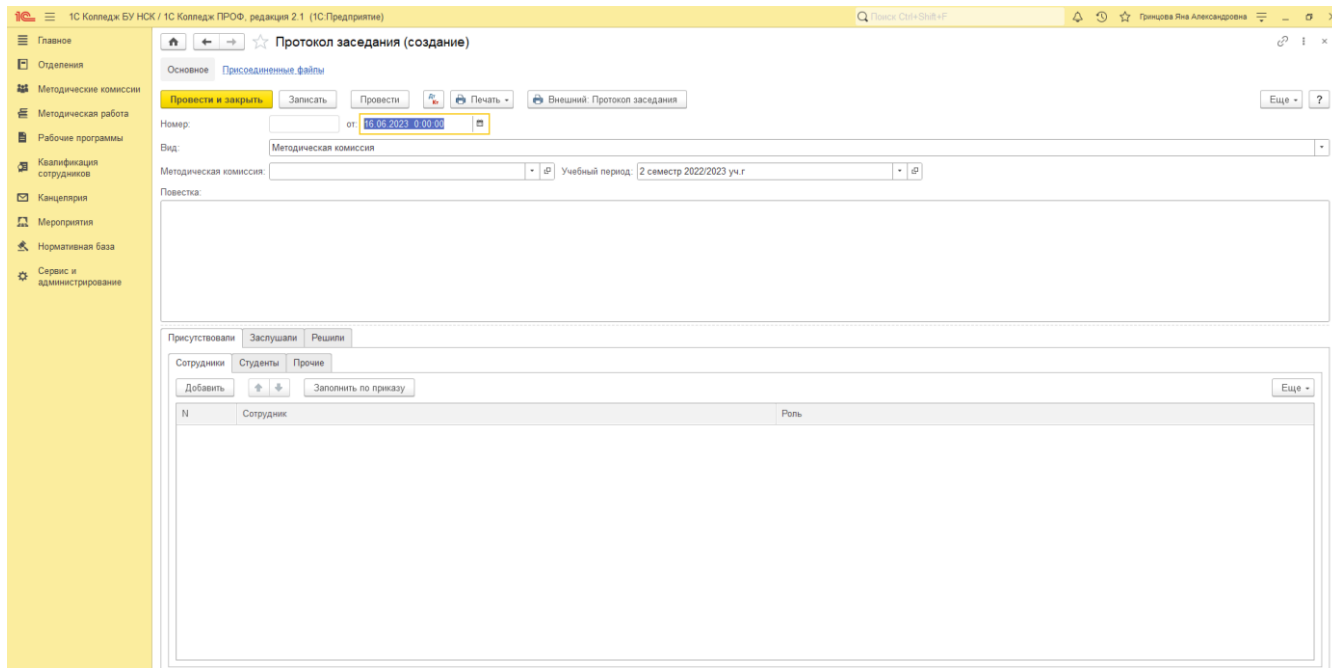 1С Колледж БУ НСК / 1С Колледж ПРОФ, редакция 2.1 (1С:Предприятие) Поиск Ctrl+Shift+F Гринцова Яна Александровна
Главное
Отделения
Методические комиссии
Методическая работа
Рабочие программы
Квалификация
сотрудников
Канцелярия
Мероприятия
Нормативная база
Сервис и
администрирование
Протокол заседания (создание)
Основное Присоединенные файлы
Провести и закрыть Записать Провести Печать Внешний: Протокол заседания Еще ?
Номер: от: 16.06.2023 0:00:00
Вид: Методическая комиссия
Методическая комиссия: Учебный период: 2 семестр 2022/2023 уч.г
Повестка:
Присутствовали Заслушали Решили
Сотрудники Студенты Прочие
Добавить Заполнить по приказу Еще
N Сотрудник Роль